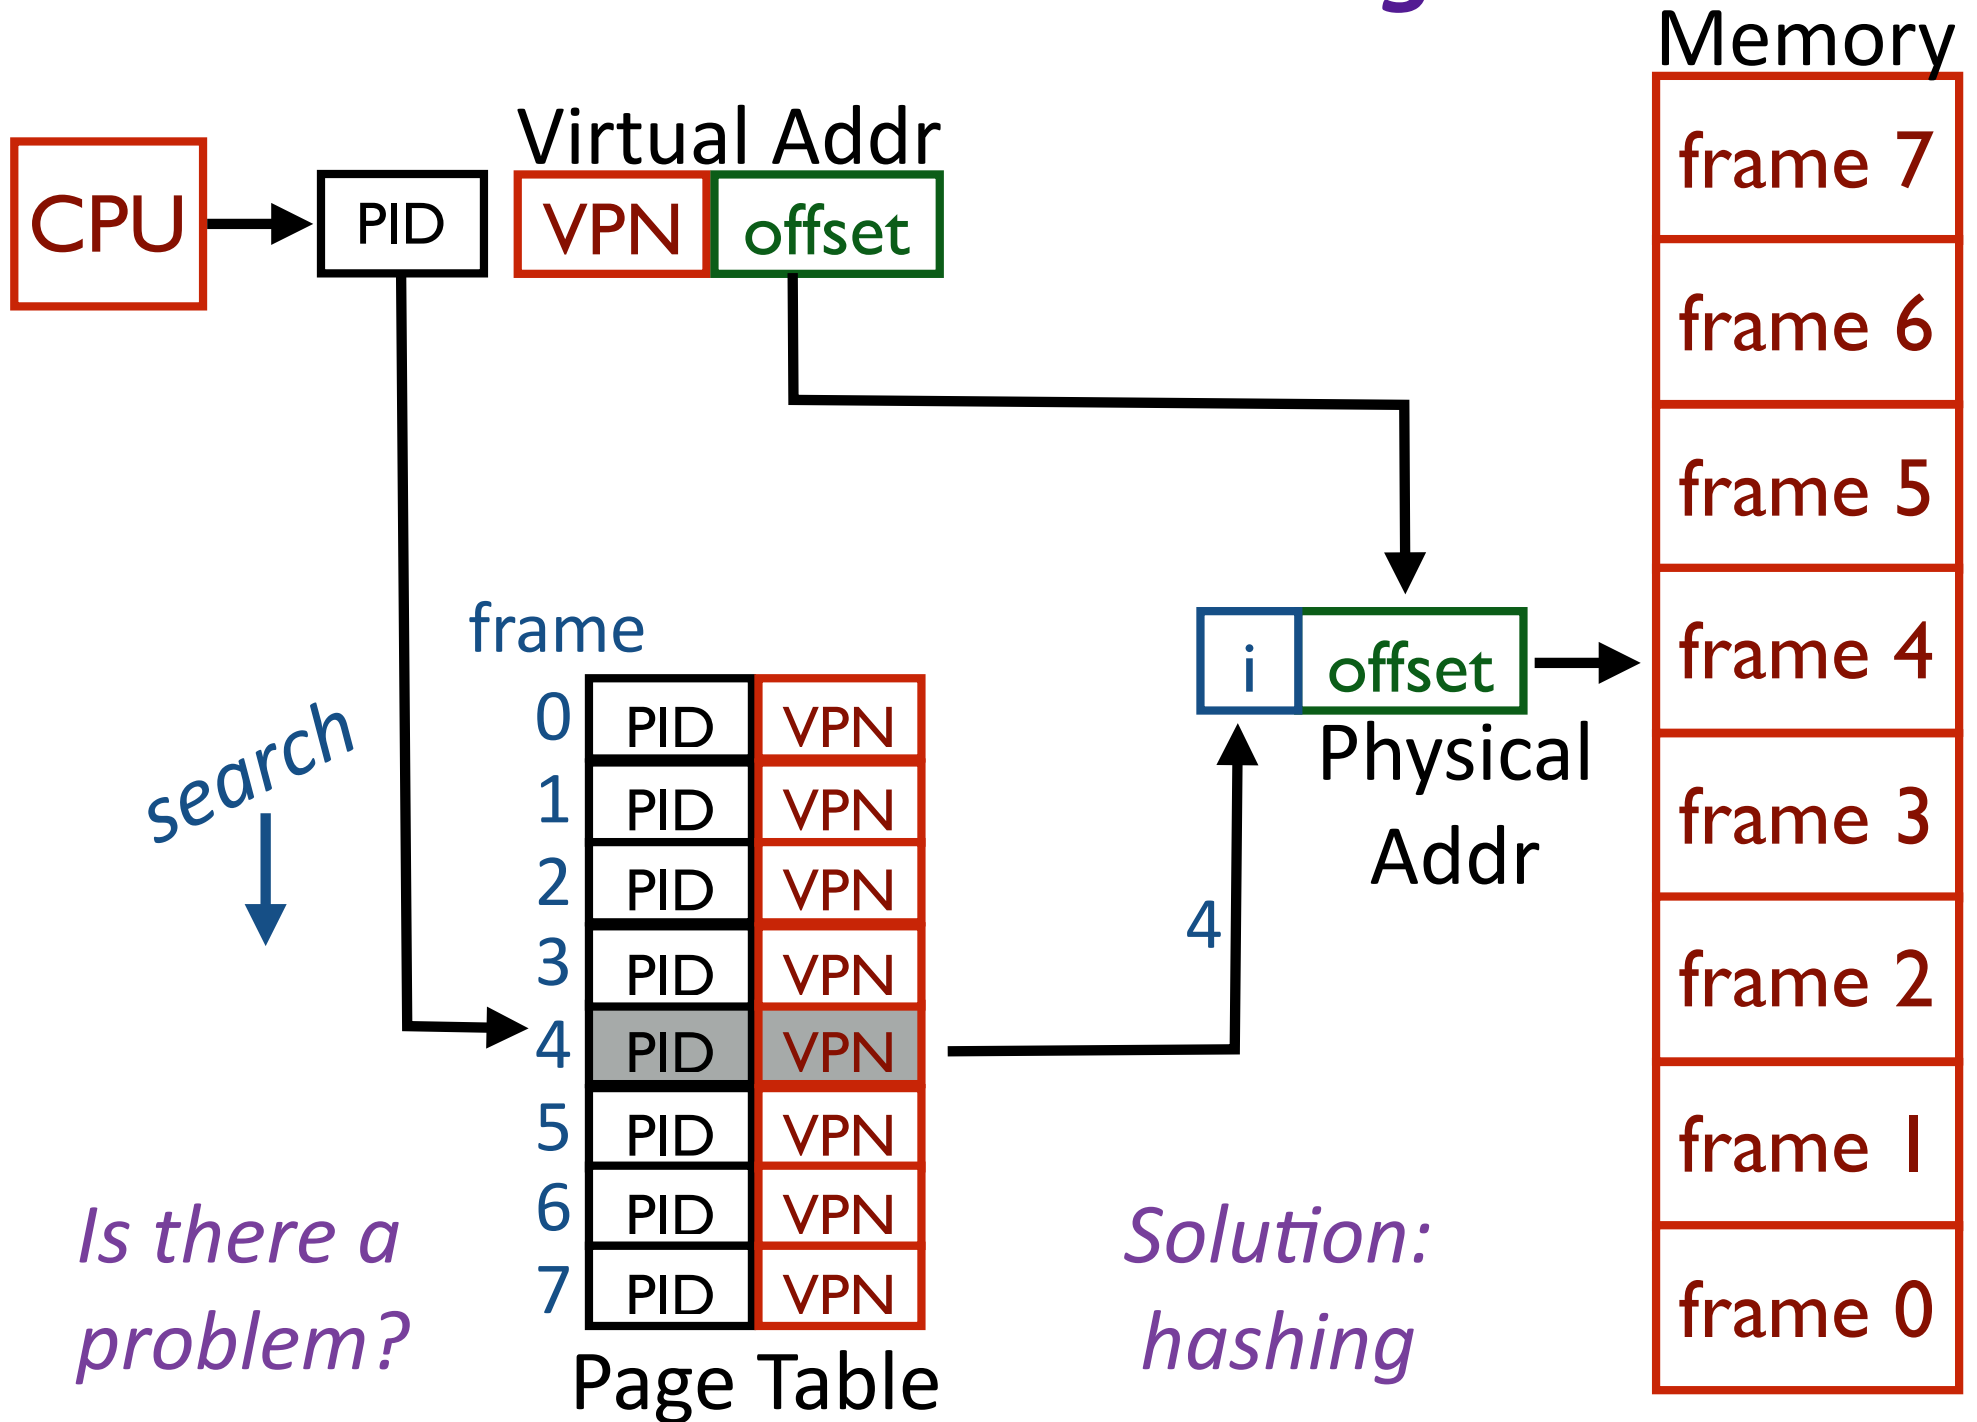 Memory
Virtual Addr
CPU
PID
VPN
offset
frame 7
frame 6
frame 5
frame 4
frame 3
frame 2
frame 1
frame 0
i
offset
Physical
Addr
4
search
frame
0 PID VPN
1 PID VPN
2 PID VPN
3 PID VPN
4 PID VPN
5 PID VPN
6 PID VPN
7 PID VPN
Page Table
Is there a
problem?
Solution:
hashing